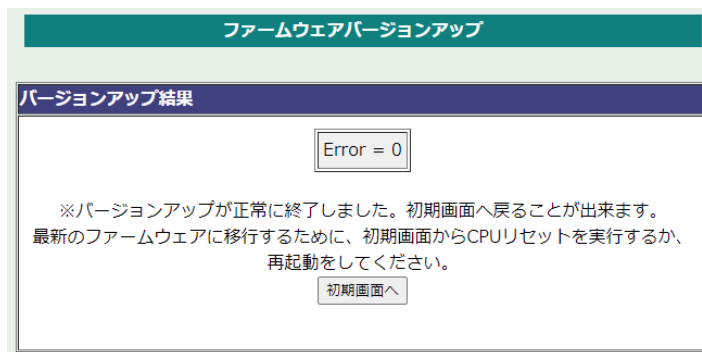 ファームウェアバージョンアップ
バージョンアップ結果
Error = 0
※バージョンアップが正常に終了しました。初期画面へ戻ることが出来ます。
最新のファームウェアに移行するために、初期画面からCPUリセットを実行するか、
再起動をしてください。
初期画面へ